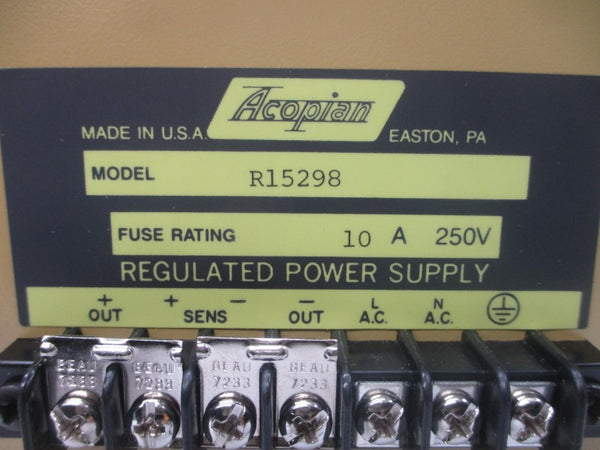 Acopian
MADE IN U.S.A. EASTON, PA
MODEL R15298
FUSE RATING 10 A 250V
REGULATED POWER SUPPLY
+ + − − L N
OUT SENS OUT A.C. A.C.
BEAU BEAU BEAU BEAU
7233 7233 7233 7233